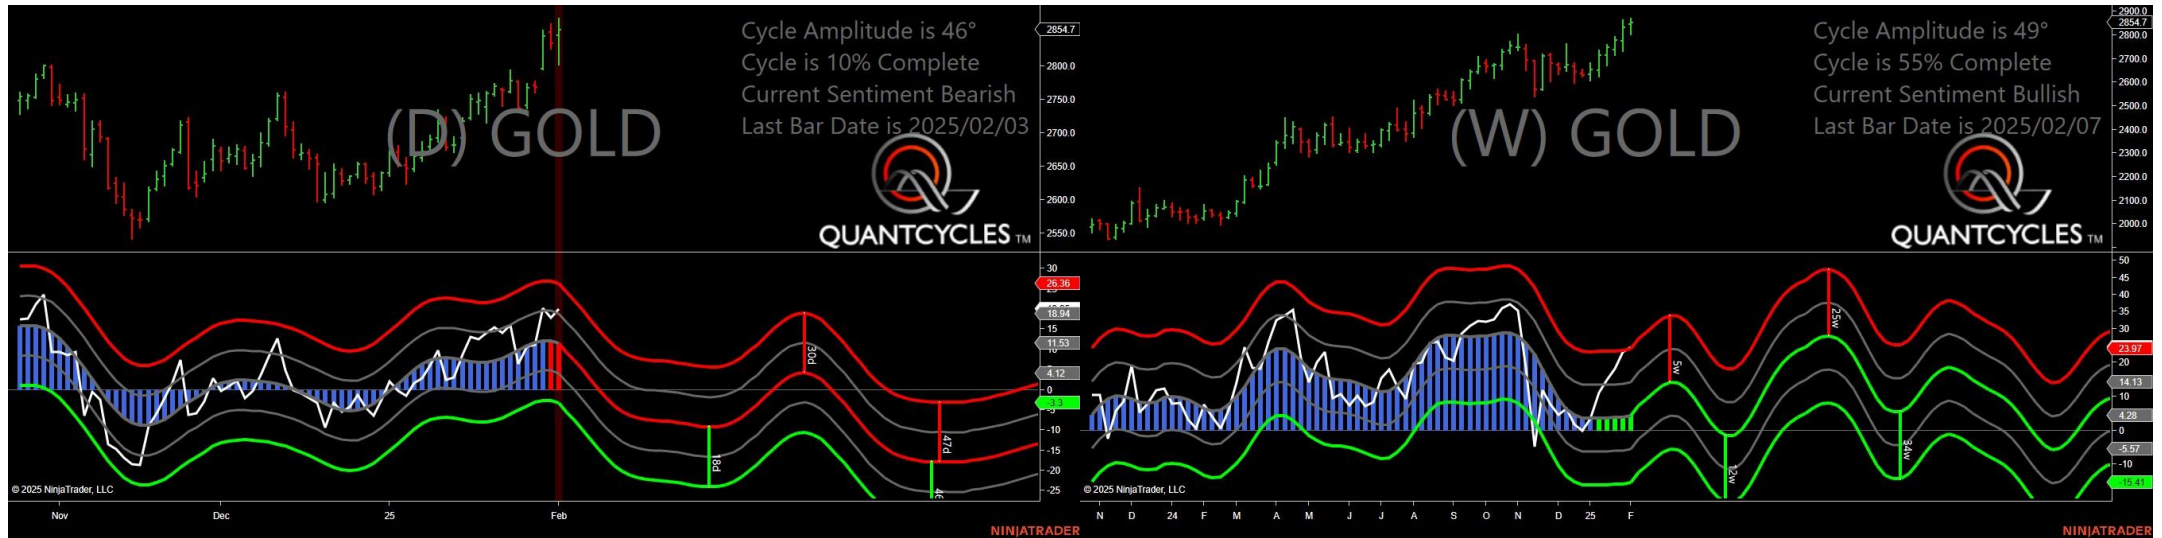 Cycle Amplitude is 46°
Cycle is 10% Complete
Current Sentiment Bearish
Last Bar Date is 2025/02/03
(D) GOLD
QUANTCYCLES TM
2854.7
2800.0
2750.0
2700.0
2650.0
2600.0
2550.0
30
26.36
18.94
15
11.53
4.12
0
-3.3
-10
-15
-20
-25
30d
18d
47d
© 2025 NinjaTrader, LLC
Nov Dec 25 Feb
NINJATRADER
Cycle Amplitude is 49°
Cycle is 55% Complete
Current Sentiment Bullish
Last Bar Date is 2025/02/07
(W) GOLD
QUANTCYCLES TM
2900.0
2854.7
2800.0
2700.0
2600.0
2500.0
2400.0
2300.0
2200.0
2100.0
2000.0
50
45
40
35
30
23.97
20
14.13
10
4.28
0
-5.57
-10
-15.41
5w
25w
12w
34w
© 2025 NinjaTrader, LLC
N D 24 F M A M J J A S O N D 25 F
NINJATRADER